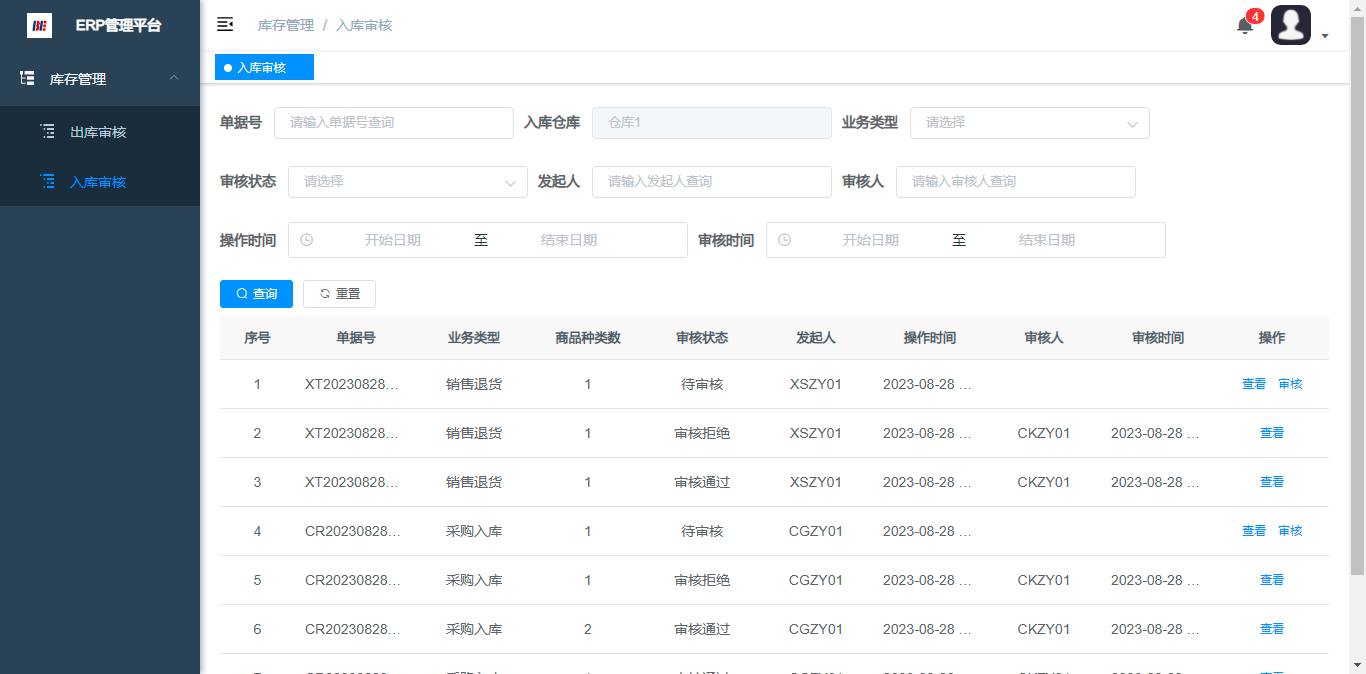 ERP管理平台
库存管理 / 入库审核
4
入库审核
库存管理
出库审核
入库审核
单据号 请输入单据号查询 入库仓库 仓库1 业务类型 请选择
审核状态 请选择 发起人 请输入发起人查询 审核人 请输入审核人查询
操作时间 开始日期 至 结束日期 审核时间 开始日期 至 结束日期
查询 重置
序号 单据号 业务类型 商品种类数 审核状态 发起人 操作时间 审核人 审核时间 操作
1 XT20230828... 销售退货 1 待审核 XSZY01 2023-08-28 ... 查看 审核
2 XT20230828... 销售退货 1 审核拒绝 XSZY01 2023-08-28 ... CKZY01 2023-08-28 ... 查看
3 XT20230828... 销售退货 1 审核通过 XSZY01 2023-08-28 ... CKZY01 2023-08-28 ... 查看
4 CR20230828... 采购入库 1 待审核 CGZY01 2023-08-28 ... 查看 审核
5 CR20230828... 采购入库 1 审核拒绝 CGZY01 2023-08-28 ... CKZY01 2023-08-28 ... 查看
6 CR20230828... 采购入库 2 审核通过 CGZY01 2023-08-28 ... CKZY01 2023-08-28 ... 查看